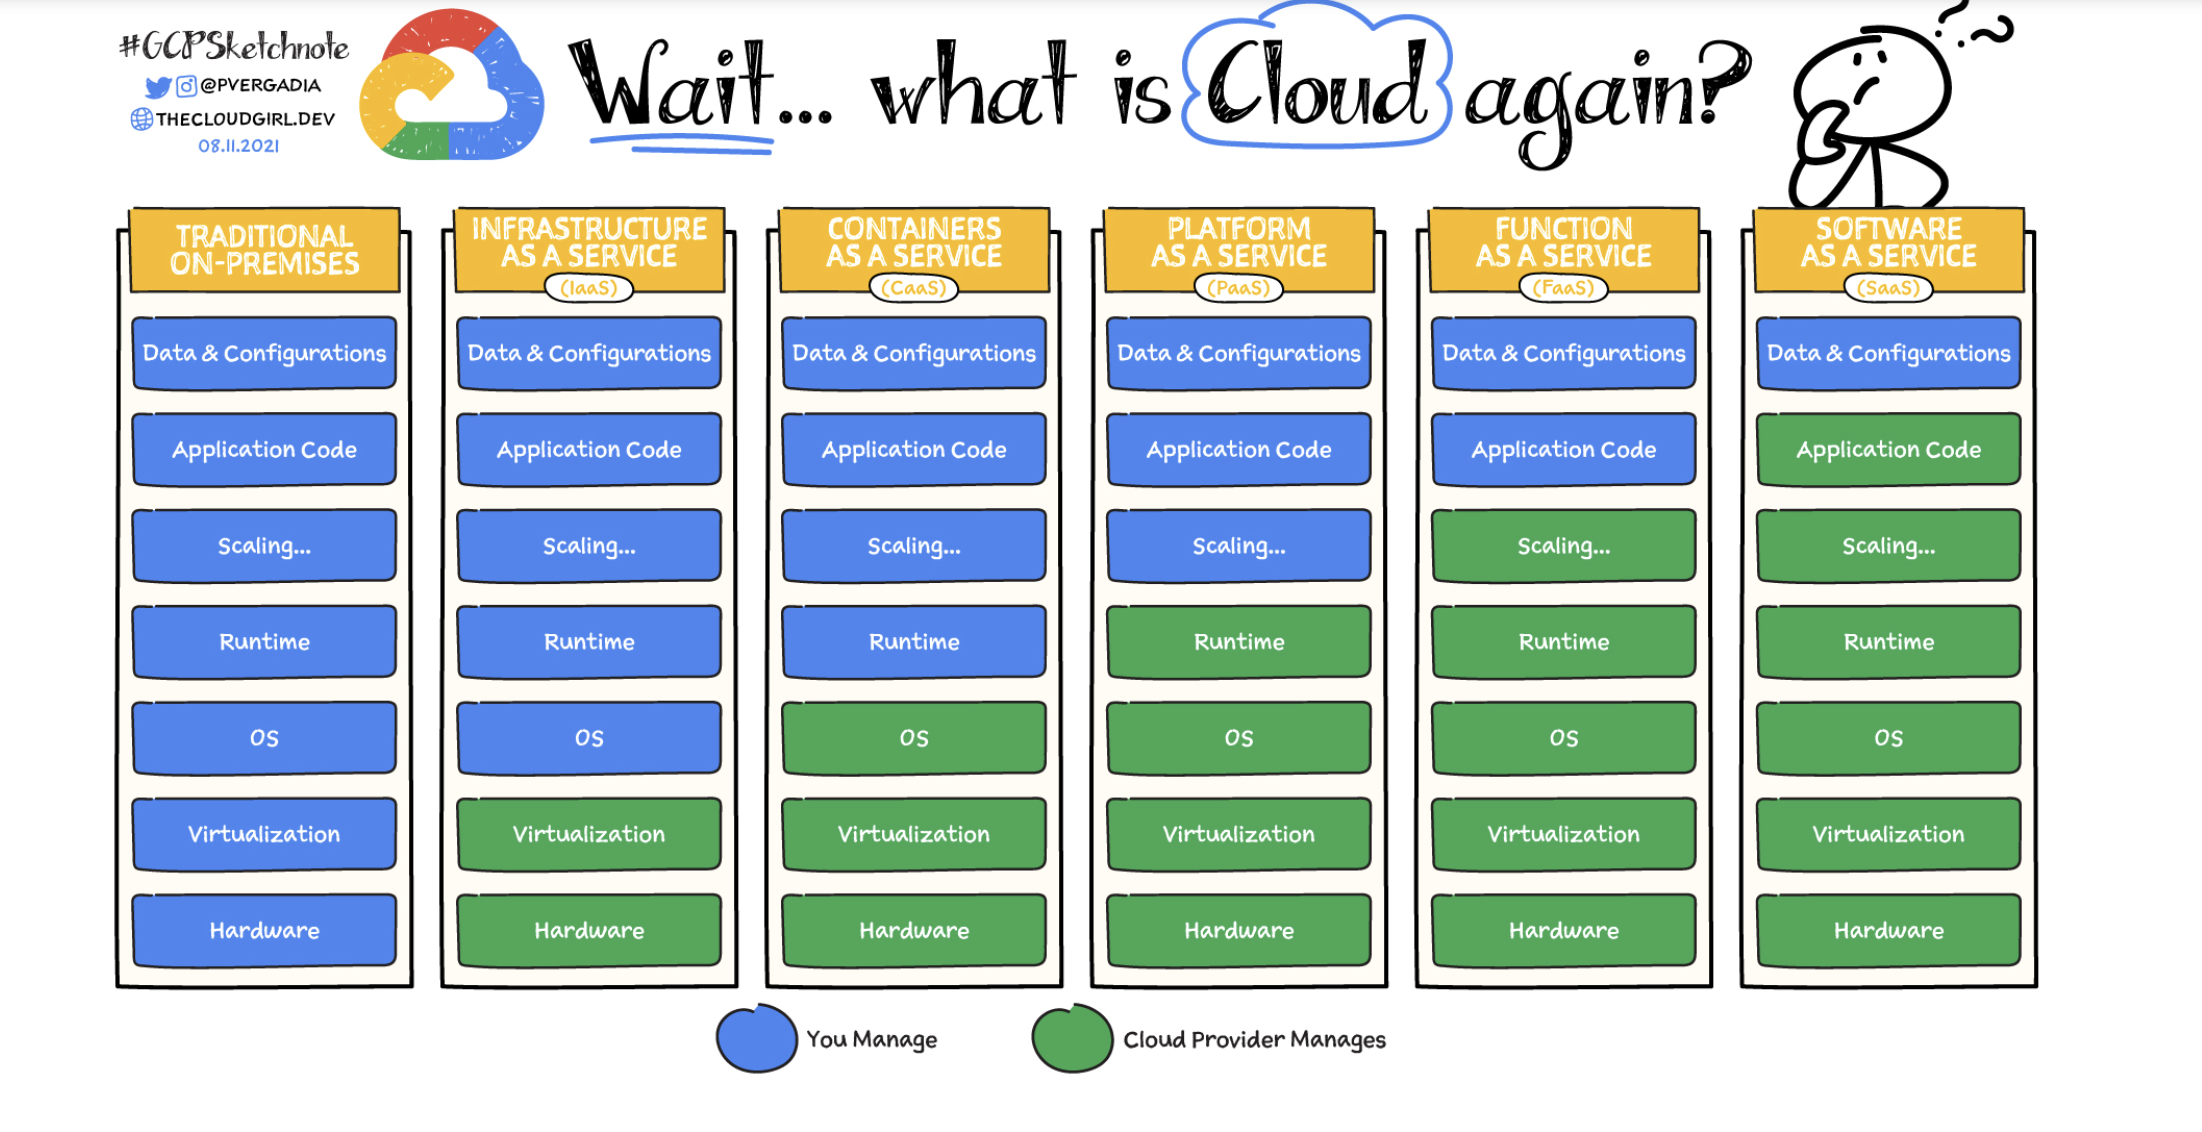 #GCPSketchnote
@PVERGADIA
THECLOUDGIRL.DEV
08.11.2021
Wait... what is Cloud again?
TRADITIONAL
ON-PREMISES
Data & Configurations
Application Code
Scaling...
Runtime
OS
Virtualization
Hardware
INFRASTRUCTURE
AS A SERVICE
(IaaS)
Data & Configurations
Application Code
Scaling...
Runtime
OS
Virtualization
Hardware
CONTAINERS
AS A SERVICE
(CaaS)
Data & Configurations
Application Code
Scaling...
Runtime
OS
Virtualization
Hardware
PLATFORM
AS A SERVICE
(PaaS)
Data & Configurations
Application Code
Scaling...
Runtime
OS
Virtualization
Hardware
FUNCTION
AS A SERVICE
(FaaS)
Data & Configurations
Application Code
Scaling...
Runtime
OS
Virtualization
Hardware
SOFTWARE
AS A SERVICE
(SaaS)
Data & Configurations
Application Code
Scaling...
Runtime
OS
Virtualization
Hardware
You Manage
Cloud Provider Manages